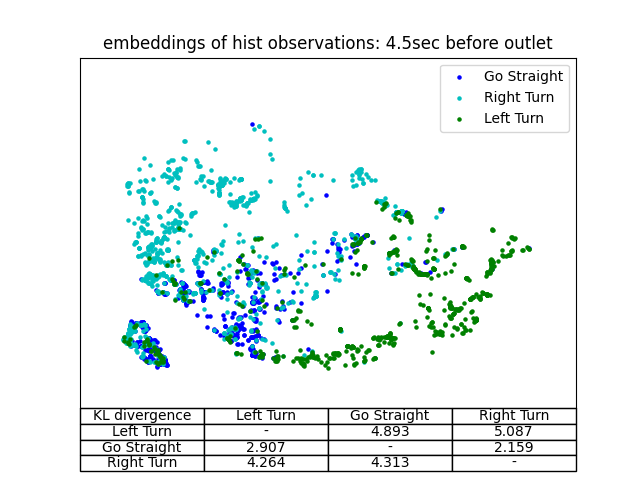 embeddings of hist observations: 4.5sec before outlet
Go Straight
Right Turn
Left Turn
KL divergence Left Turn Go Straight Right Turn
Left Turn - 4.893 5.087
Go Straight 2.907 - 2.159
Right Turn 4.264 4.313 -